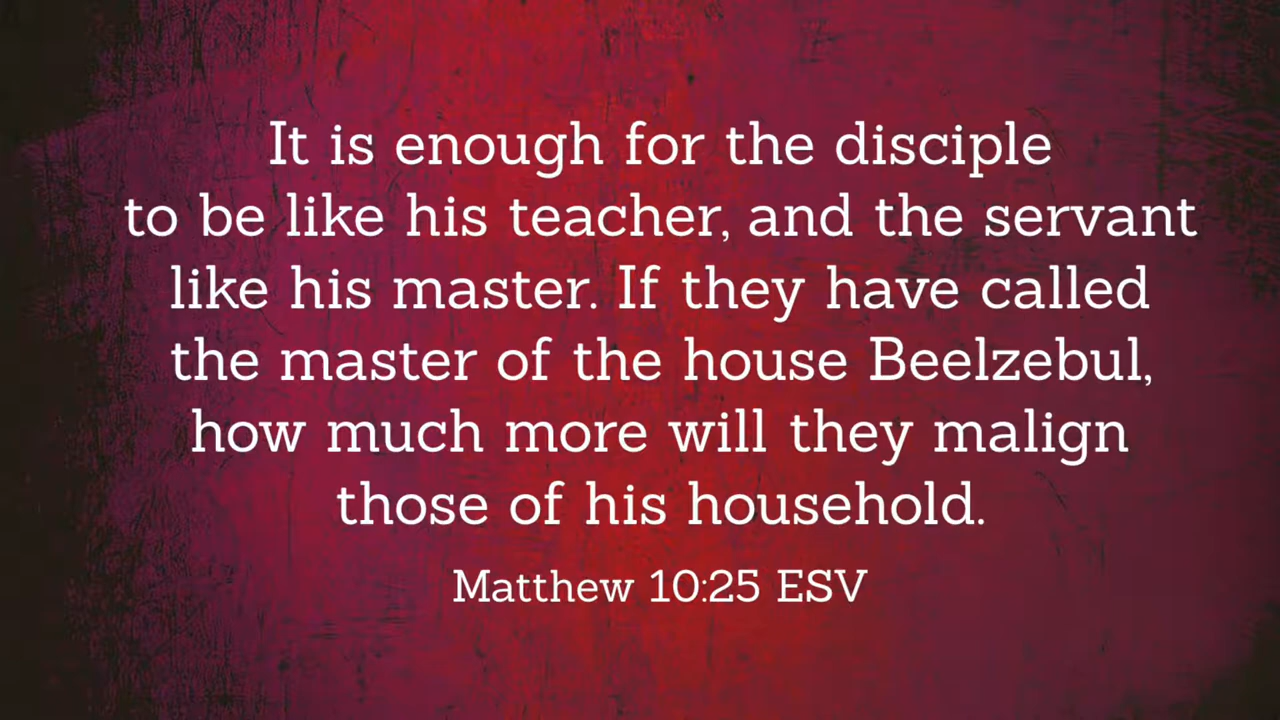 It is enough for the disciple
to be like his teacher, and the servant
like his master. If they have called
the master of the house Beelzebul,
how much more will they malign
those of his household.
Matthew 10:25 ESV